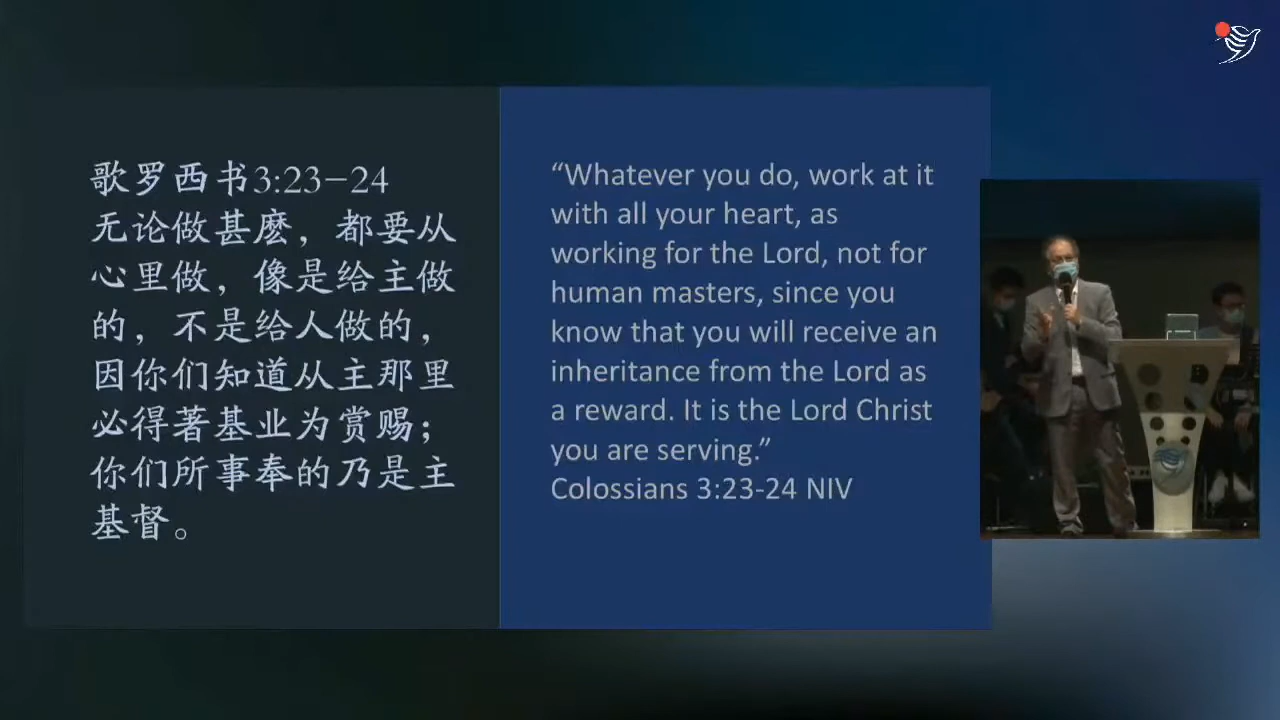 歌罗西书3:23-24
无论做甚麽，都要从
心里做，像是给主做
的，不是给人做的，
因你们知道从主那里
必得著基业为赏赐；
你们所事奉的乃是主
基督。
“Whatever you do, work at it
with all your heart, as
working for the Lord, not for
human masters, since you
know that you will receive an
inheritance from the Lord as
a reward. It is the Lord Christ
you are serving.”
Colossians 3:23-24 NIV